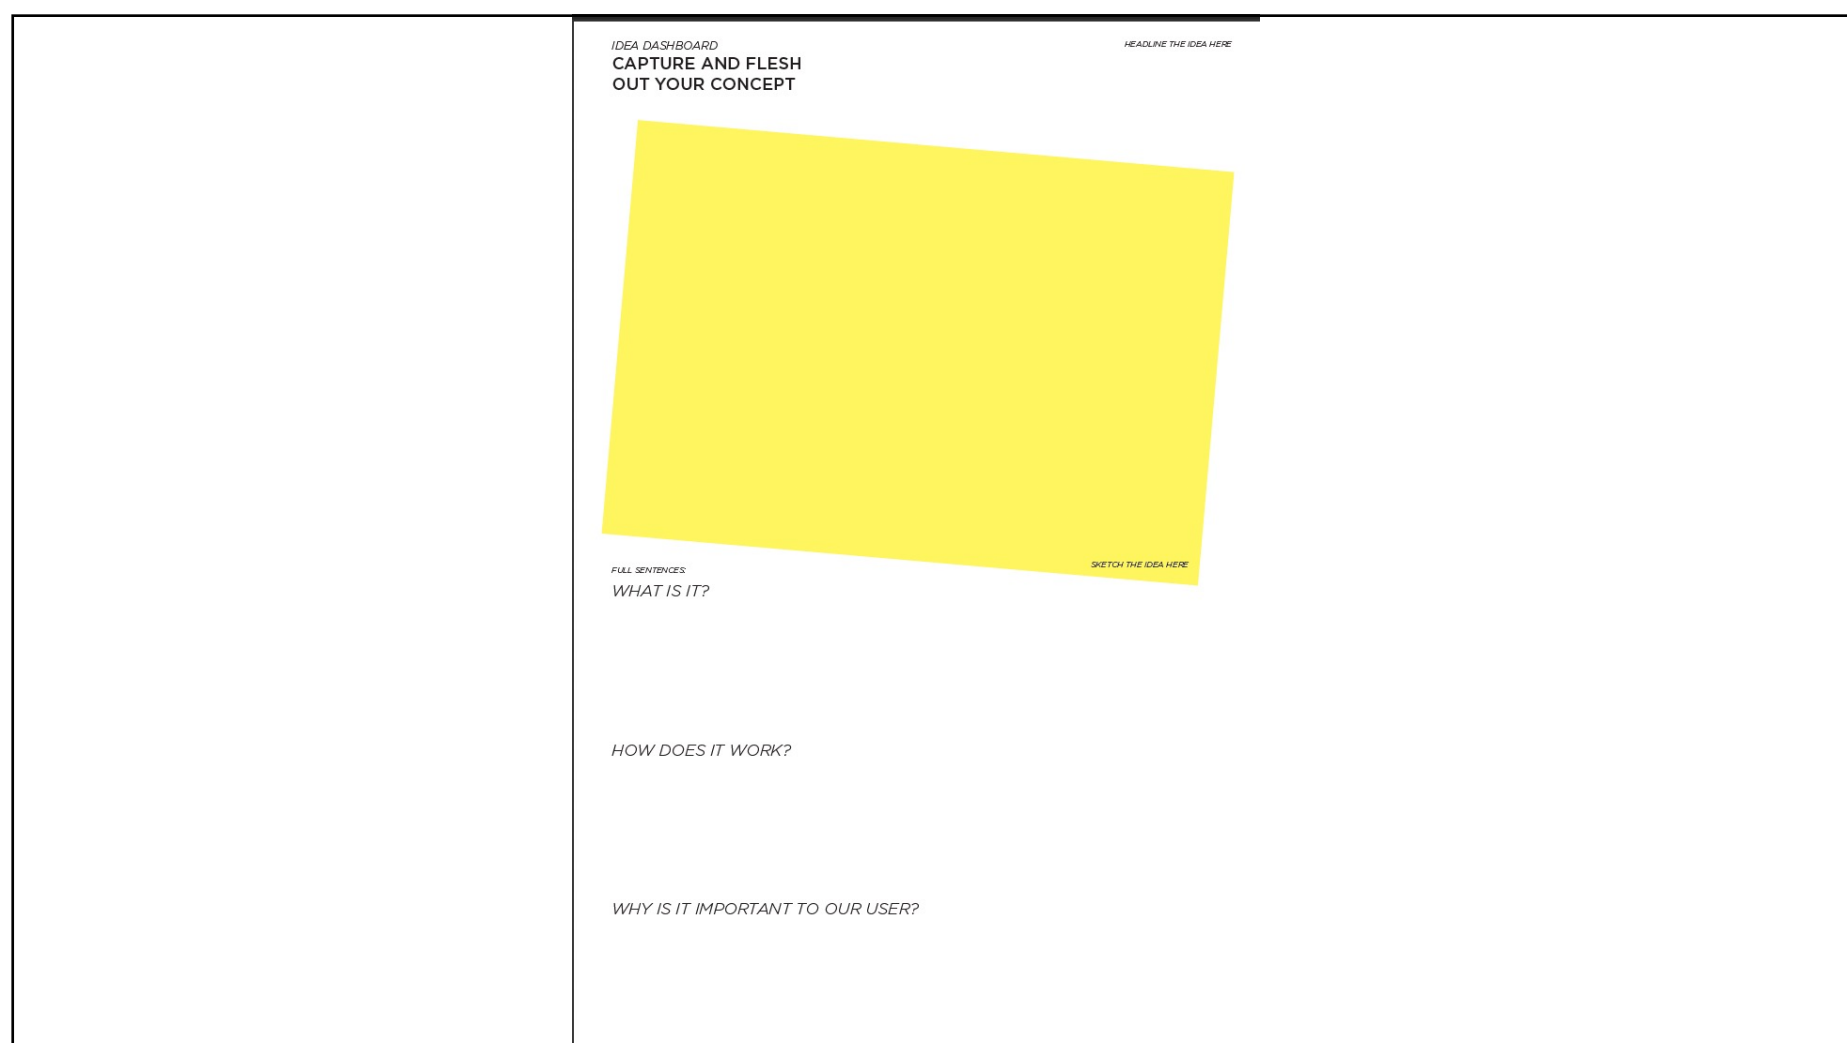 IDEA DASHBOARD
HEADLINE THE IDEA HERE
CAPTURE AND FLESH
OUT YOUR CONCEPT
SKETCH THE IDEA HERE
FULL SENTENCES:
WHAT IS IT?
HOW DOES IT WORK?
WHY IS IT IMPORTANT TO OUR USER?